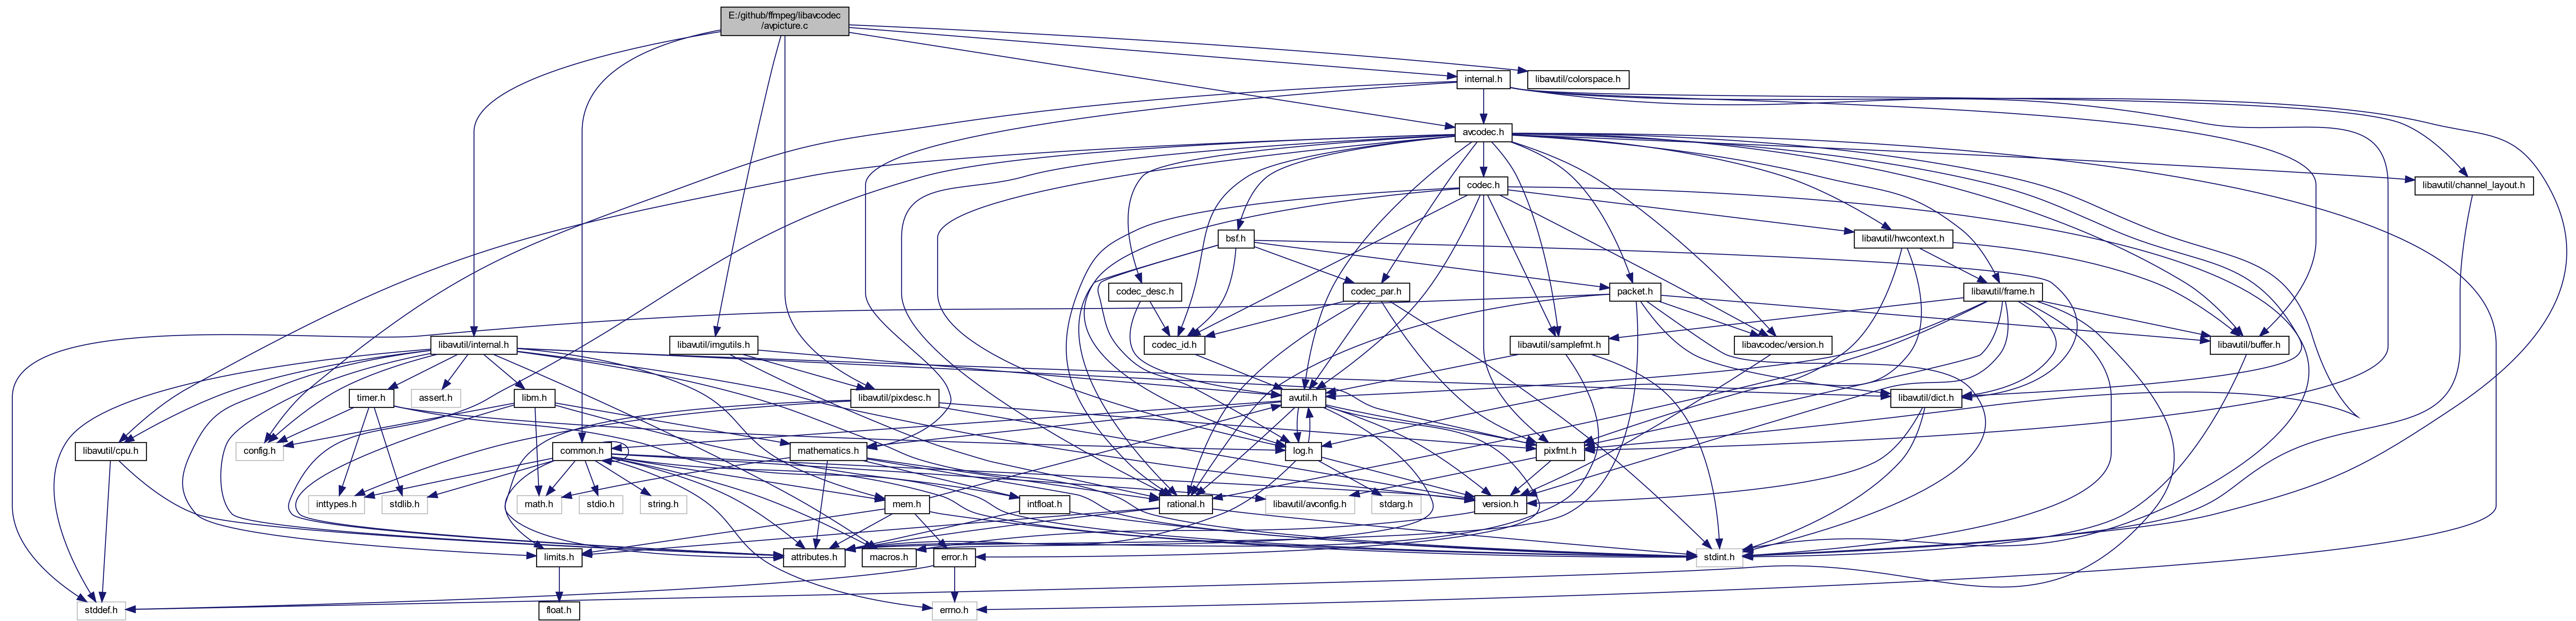 E:/github/ffmpeg/libavcodec
/avpicture.c
internal.h
libavutil/colorspace.h
avcodec.h
codec.h
libavutil/channel_layout.h
bsf.h
libavutil/hwcontext.h
codec_desc.h
codec_par.h
packet.h
libavutil/frame.h
libavutil/internal.h
libavutil/imgutils.h
codec_id.h
libavutil/samplefmt.h
libavcodec/version.h
libavutil/buffer.h
timer.h
assert.h
libm.h
libavutil/pixdesc.h
avutil.h
libavutil/dict.h
libavutil/cpu.h
config.h
common.h
mathematics.h
log.h
pixfmt.h
inttypes.h
stdlib.h
math.h
stdio.h
string.h
mem.h
intfloat.h
rational.h
libavutil/avconfig.h
stdarg.h
version.h
limits.h
attributes.h
macros.h
error.h
stdint.h
stddef.h
float.h
errno.h